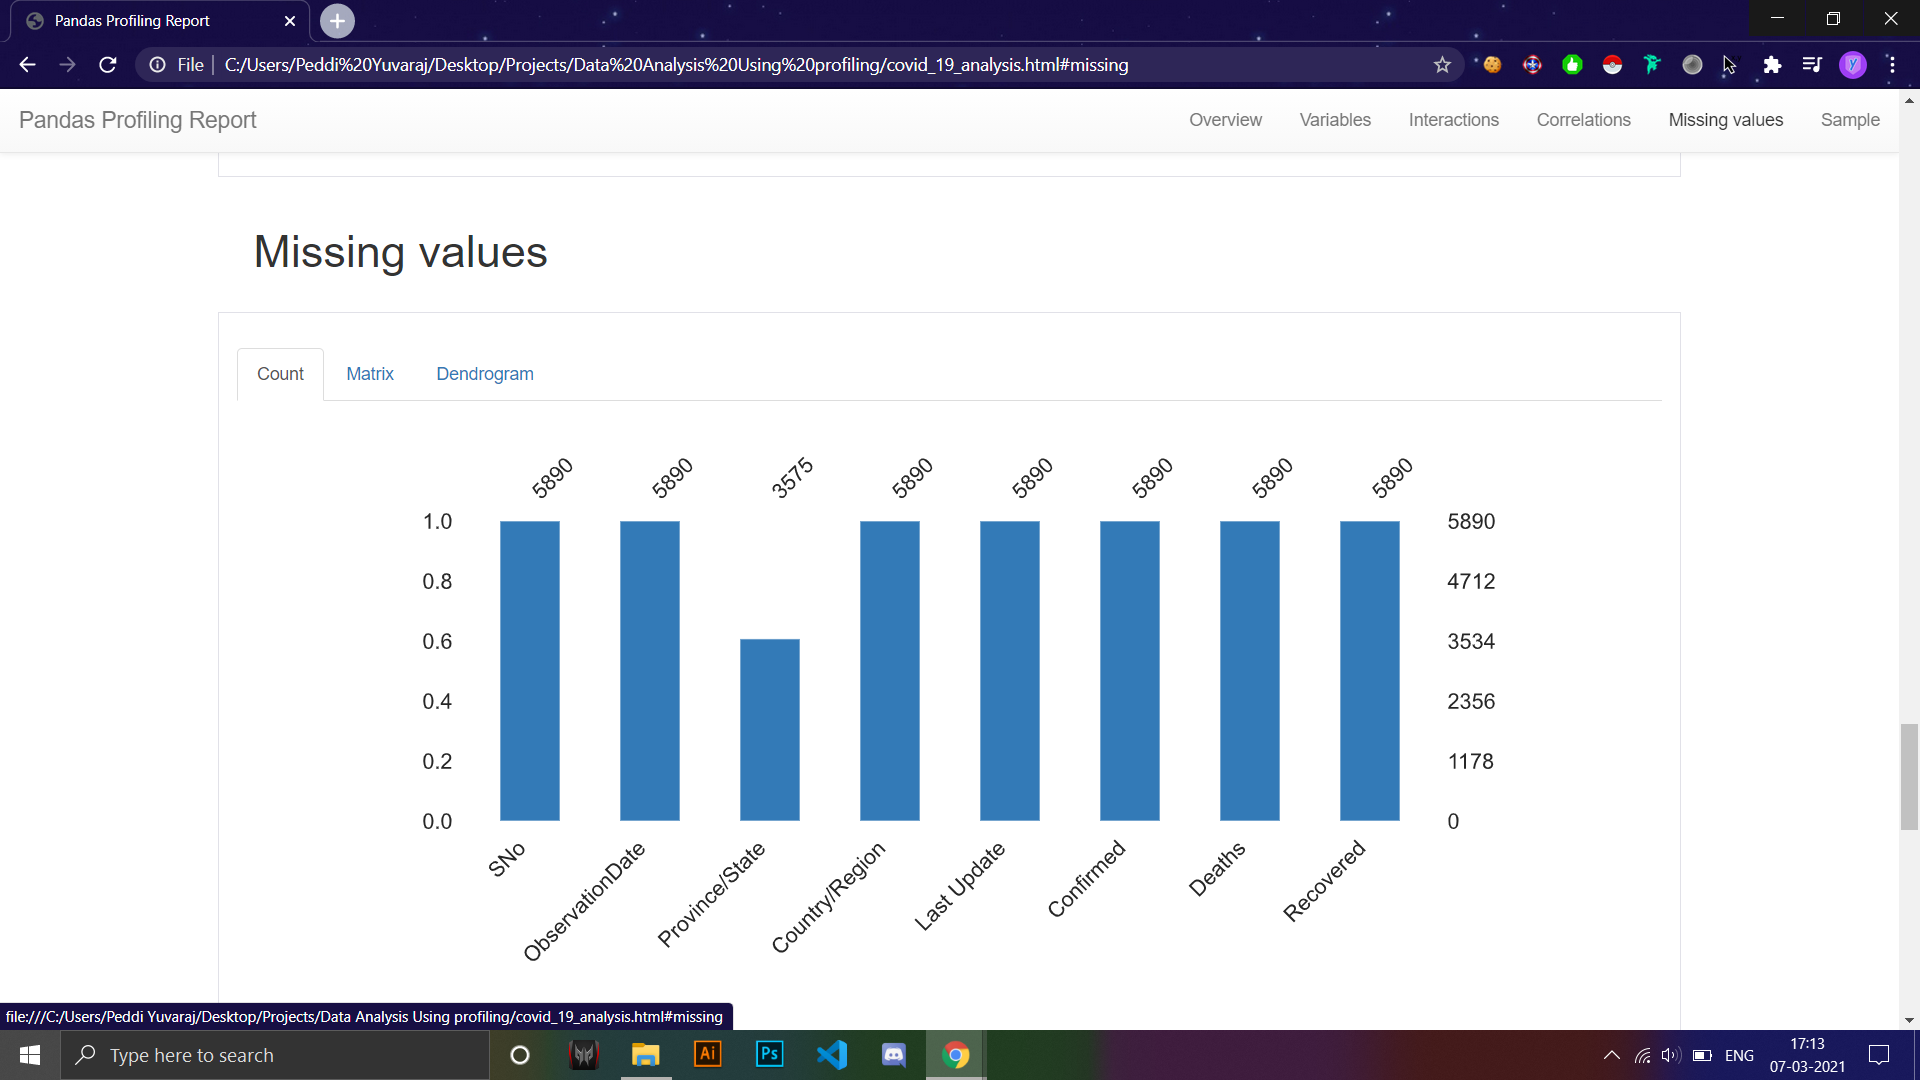 Pandas Profiling Report
File
C:/Users/Peddi%20Yuvaraj/Desktop/Projects/Data%20Analysis%20Using%20profiling/covid_19_analysis.html#missing
Pandas Profiling Report
Overview
Variables
Interactions
Correlations
Missing values
Sample
Missing values
Count
Matrix
Dendrogram
5890
5890
3575
5890
5890
5890
5890
5890
1.0
5890
0.8
4712
0.6
3534
0.4
2356
0.2
1178
0.0
0
SNo
ObservationDate
Province/State
Country/Region
Last Update
Confirmed
Deaths
Recovered
file:///C:/Users/Peddi Yuvaraj/Desktop/Projects/Data Analysis Using profiling/covid_19_analysis.html#missing
Type here to search
Ai
Ps
ENG
17:13
07-03-2021